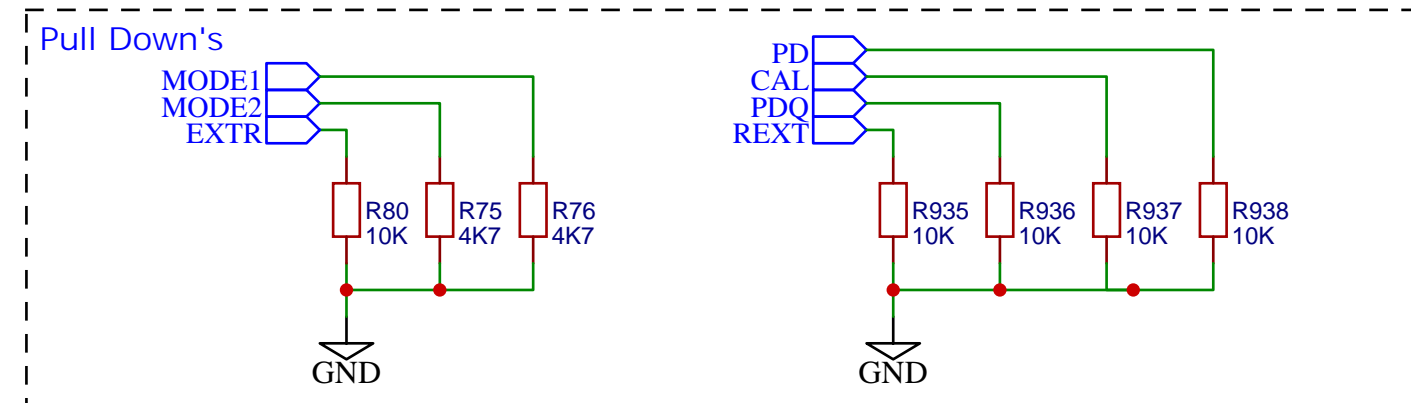 Pull Down's
MODE1
MODE2
EXTR
R80
10K
R75
4K7
R76
4K7
GND
PD
CAL
PDQ
REXT
R935
10K
R936
10K
R937
10K
R938
10K
GND